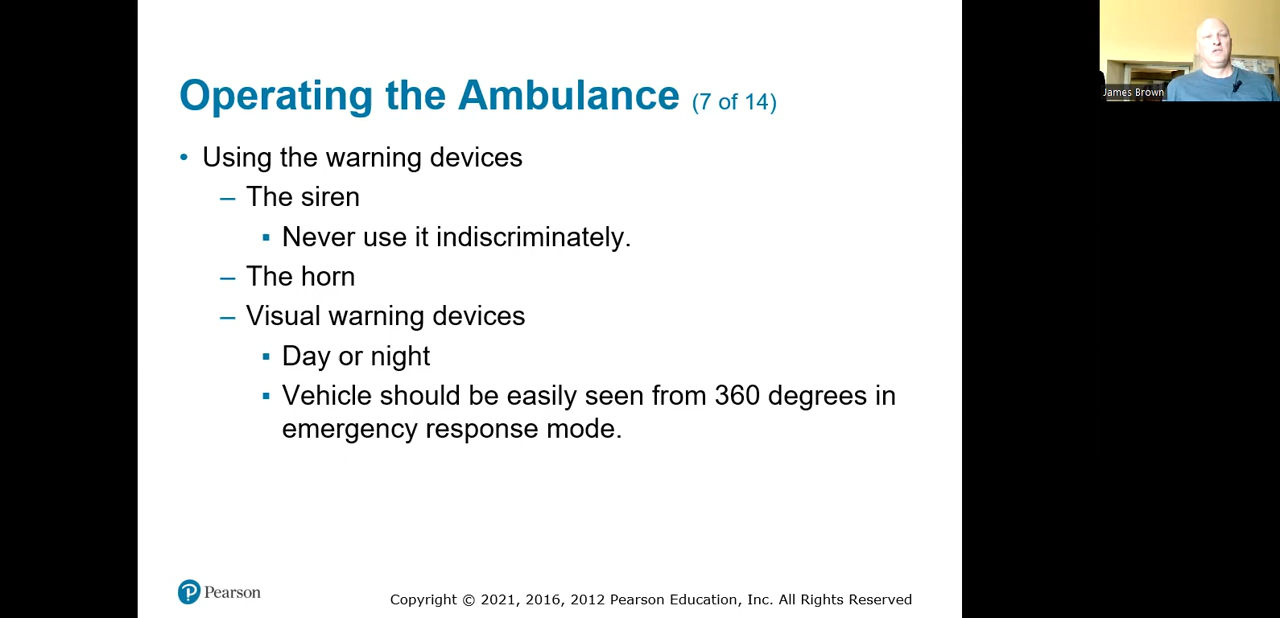 Operating the Ambulance (7 of 14)
• Using the warning devices
– The siren
▪ Never use it indiscriminately.
– The horn
– Visual warning devices
▪ Day or night
▪ Vehicle should be easily seen from 360 degrees in
emergency response mode.
Pearson
Copyright © 2021, 2016, 2012 Pearson Education, Inc. All Rights Reserved
James Brown